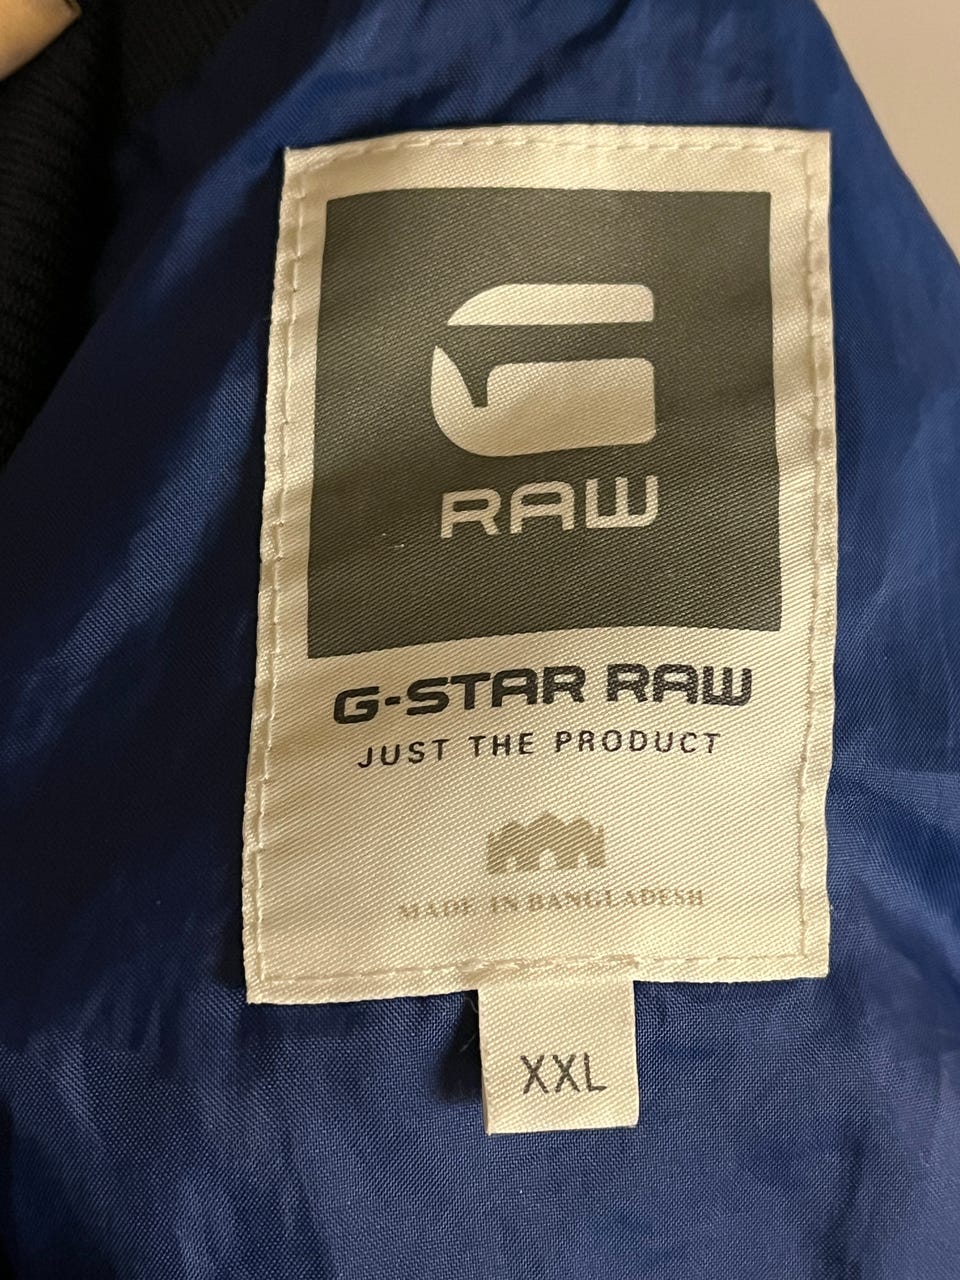 RAW
G-STAR RAW
JUST THE PRODUCT
MADE IN BANGLADESH
XXL